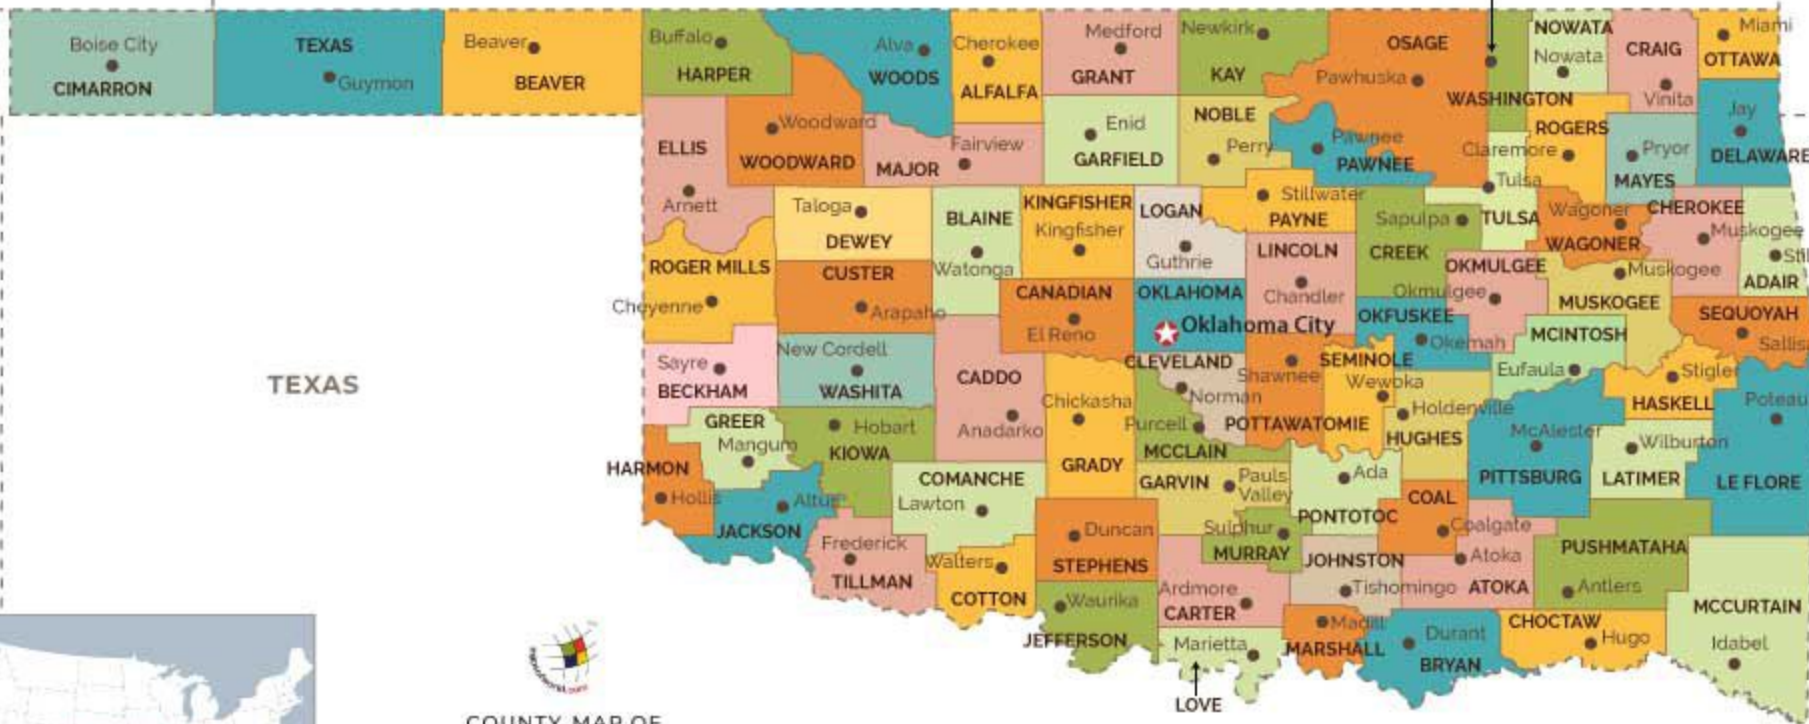 Boise City
CIMARRON
TEXAS
Guymon
Beaver
BEAVER
Buffalo
HARPER
Alva
WOODS
Cherokee
ALFALFA
Medford
GRANT
Newkirk
KAY
OSAGE
Pawhuska
WASHINGTON
NOWATA
Nowata
CRAIG
Vinita
Miami
OTTAWA
ELLIS
Arnett
Woodward
WOODWARD
Fairview
MAJOR
Enid
GARFIELD
NOBLE
Perry
Pawnee
PAWNEE
ROGERS
Claremore
Pryor
MAYES
Jay
DELAWARE
Taloga
DEWEY
BLAINE
Watonga
KINGFISHER
Kingfisher
LOGAN
Guthrie
Stillwater
PAYNE
Sapulpa
CREEK
Tulsa
TULSA
Wagoner
WAGONER
CHEROKEE
Muskogee
ADAIR
ROGER MILLS
Cheyenne
CUSTER
Arapaho
CANADIAN
El Reno
OKLAHOMA
Oklahoma City
LINCOLN
Chandler
OKMULGEE
Okmulgee
OKFUSKEE
Okemah
Muskogee
MUSKOGEE
MCINTOSH
Eufaula
SEQUOYAH
TEXAS
Sayre
BECKHAM
New Cordell
WASHITA
CADDO
Anadarko
Chickasha
GRADY
CLEVELAND
Norman
Purcell
MCCLAIN
Shawnee
POTTAWATOMIE
SEMINOLE
Wewoka
Holdenville
HUGHES
McAlester
PITTSBURG
Stigler
HASKELL
Wilburton
LATIMER
Poteau
LE FLORE
GREER
Mangum
HARMON
Hollis
Hobart
KIOWA
Altus
JACKSON
COMANCHE
Lawton
Frederick
TILLMAN
Walters
COTTON
Duncan
STEPHENS
GARVIN
Pauls
Valley
Sulphur
MURRAY
Ada
PONTOTOC
COAL
Coalgate
JOHNSTON
Tishomingo
Atoka
ATOKA
PUSHMATAHA
Antlers
Waurika
JEFFERSON
Ardmore
CARTER
Marietta
LOVE
Madill
MARSHALL
Durant
BRYAN
CHOCTAW
Hugo
MCCURTAIN
Idabel
COUNTY MAP OF